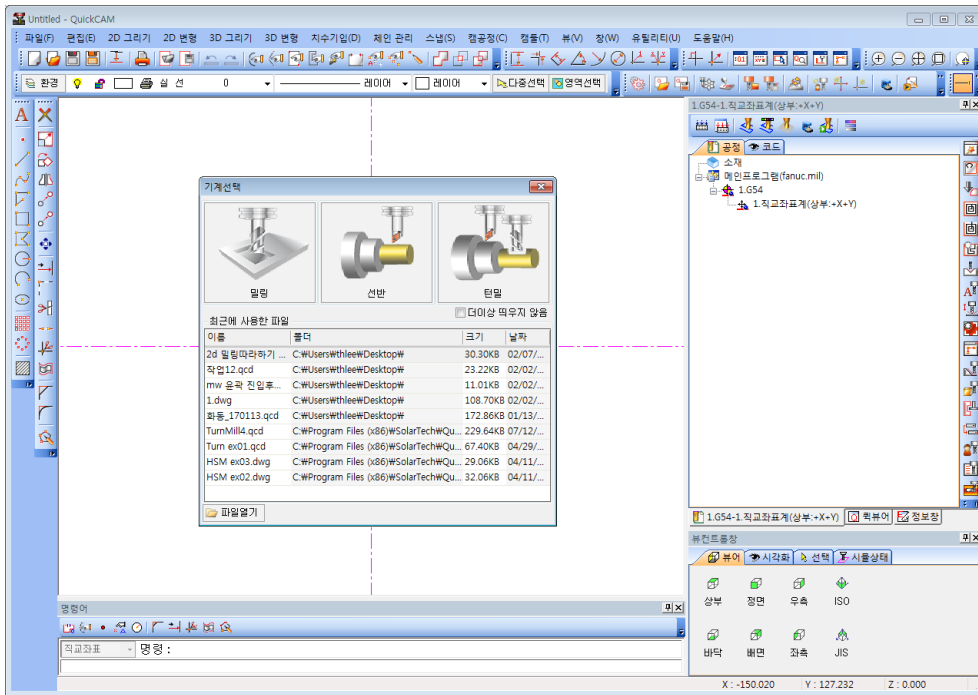 Untitled - QuickCAM
파일(F) 편집(E) 2D 그리기 2D 변형 3D 그리기 3D 변형 치수기입(D) 체인 관리 스냅(S) 캠공정(C) 캠툴(T) 뷰(V) 창(W) 유틸리티(U) 도움말(H)
환경 실 선 0 레이어 레이어 다중선택 영역선택
1.G54-1.직교좌표계(상부:+X+Y)
공정 코드
소재
메인프로그램(fanuc.mil)
1.G54
1.직교좌표계(상부:+X+Y)
기계선택
밀링 선반 턴밀
더이상 띄우지 않음
최근에 사용한 파일
이름 폴더 크기 날짜
2d 밀링따라하기 ... C:₩Users₩thlee₩Desktop₩ 30.30KB 02/07/...
작업12.qcd C:₩Users₩thlee₩Desktop₩ 23.22KB 02/02/...
mw 윤곽 진입후... C:₩Users₩thlee₩Desktop₩ 11.01KB 02/02/...
1.dwg C:₩Users₩thlee₩Desktop₩ 108.70KB 02/02/...
화동_170113.qcd C:₩Users₩thlee₩Desktop₩ 172.86KB 01/13/...
TurnMill4.qcd C:₩Program Files (x86)₩SolarTech₩Qu... 229.64KB 07/12/...
Turn ex01.qcd C:₩Program Files (x86)₩SolarTech₩Qu... 67.40KB 04/29/...
HSM ex03.dwg C:₩Program Files (x86)₩SolarTech₩Qu... 29.06KB 04/11/...
HSM ex02.dwg C:₩Program Files (x86)₩SolarTech₩Qu... 32.06KB 04/11/...
파일열기
1.G54-1.직교좌표계(상부:+X+Y) 퀵뷰어 정보창
뷰컨트롤창
뷰어 시각화 선택 시뮬상태
상부 정면 우측 ISO
바닥 배면 좌측 JIS
명령어
직교좌표 명령 :
X : -150.020 Y : 127.232 Z : 0.000